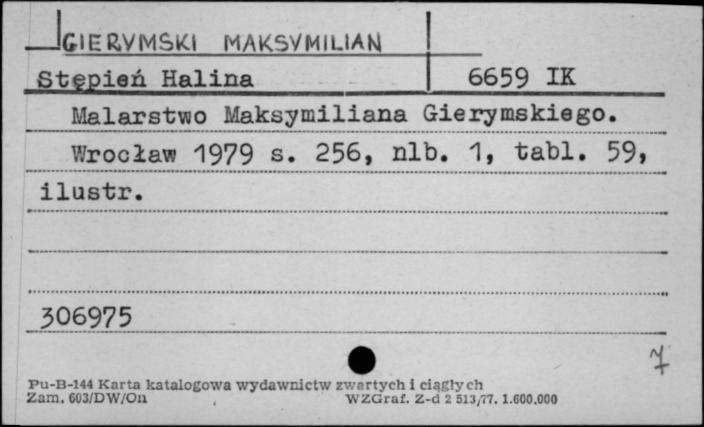 GIERYMSKI MAKSYMILIAN
Stępień Halina 6659 IK
Malarstwo Maksymiliana Gierymskiego.
Wrocław 1979 s. 256, nlb. 1, tabl. 59,
ilustr.
306975
Pu-B-144 Karta katalogowa wydawnictw zwartych i ciągłych
Zam. 603/DW/On WZGraf. Z-d 2 513/77. 1.600.000